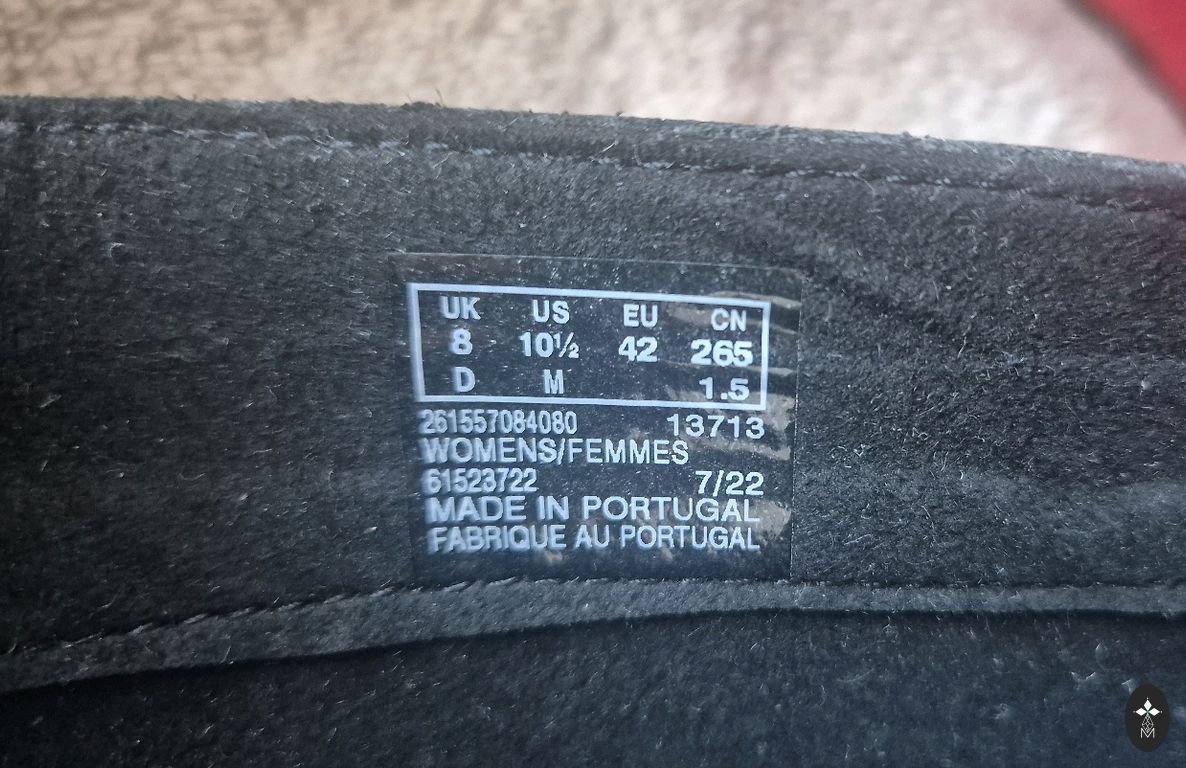 UK US EU CN
8 10½ 42 265
D M 1.5
261557084080 13713
WOMENS/FEMMES
61523722 7/22
MADE IN PORTUGAL
FABRIQUE AU PORTUGAL
M